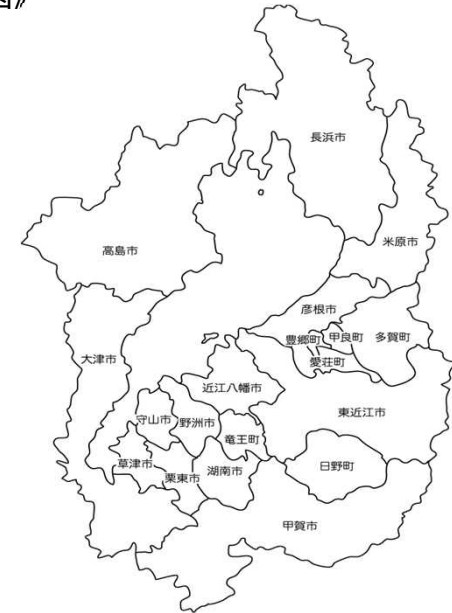 図》
長浜市
米原市
高島市
彦根市
豊郷町
甲良町
多賀町
愛荘町
大津市
近江八幡市
東近江市
守山市
野洲市
竜王町
草津市
栗東市
湖南市
日野町
甲賀市